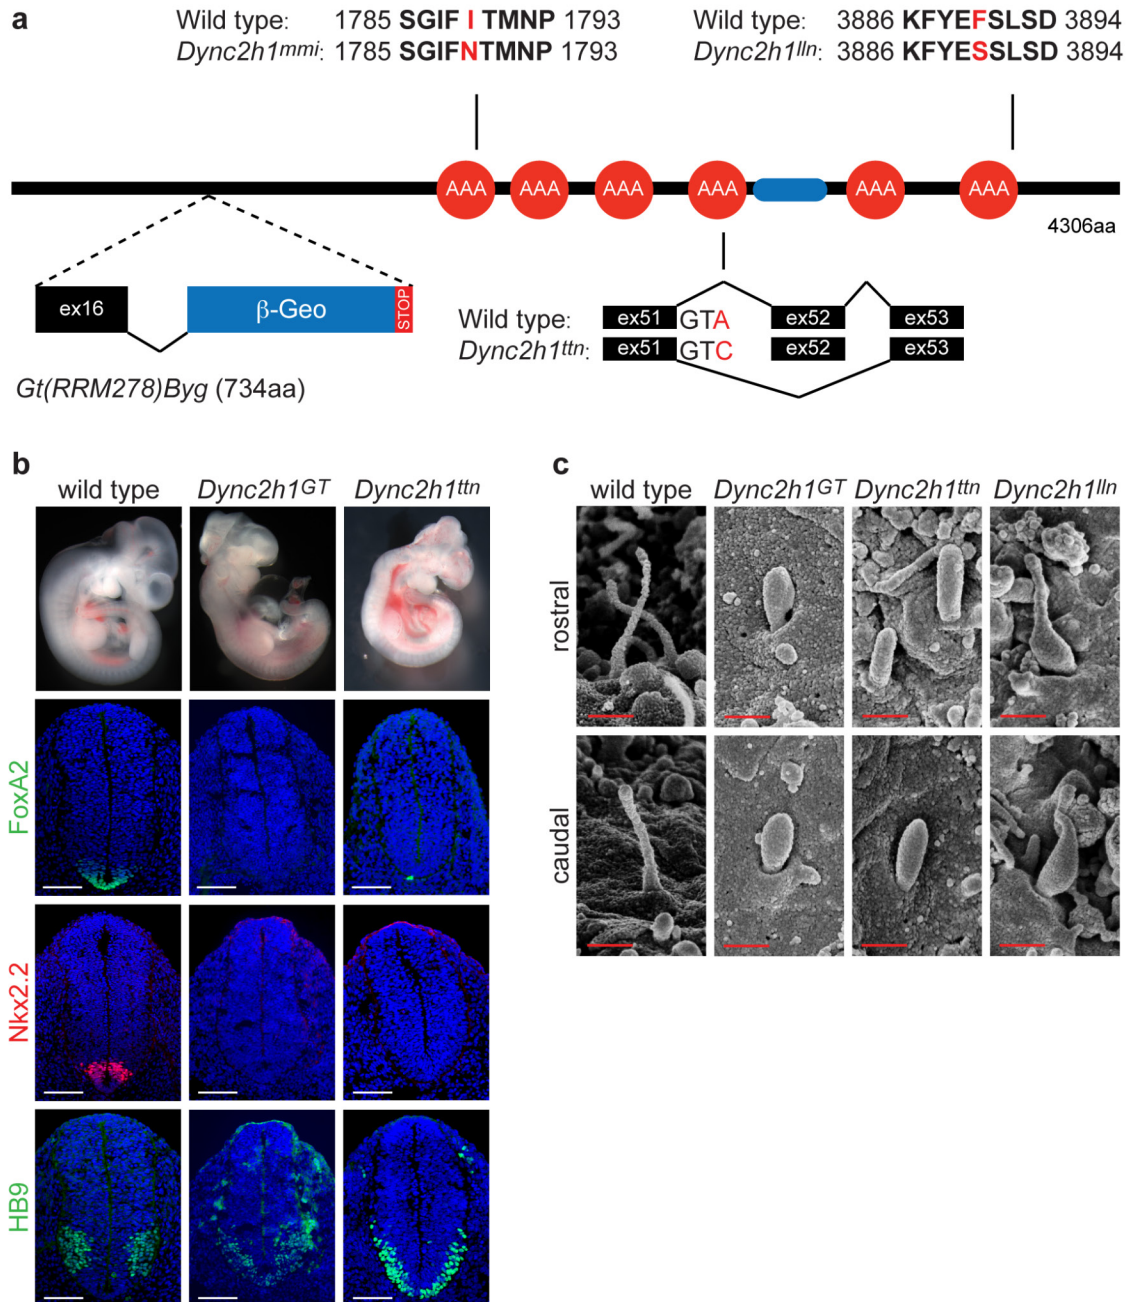 a
Wild type: 1785 SGIF I TMNP 1793
Dync2h1mmi: 1785 SGIFNTMNP 1793
Wild type: 3886 KFYEFSLSD 3894
Dync2h1lln: 3886 KFYESSLSD 3894
AAA AAA AAA AAA AAA AAA
4306aa
ex16 β-Geo STOP
Gt(RRM278)Byg (734aa)
Wild type: ex51 GTA ex52 ex53
Dync2h1ttn: ex51 GTC ex52 ex53
b
wild type Dync2h1GT Dync2h1ttn
FoxA2
Nkx2.2
HB9
c
wild type Dync2h1GT Dync2h1ttn Dync2h1lln
rostral
caudal